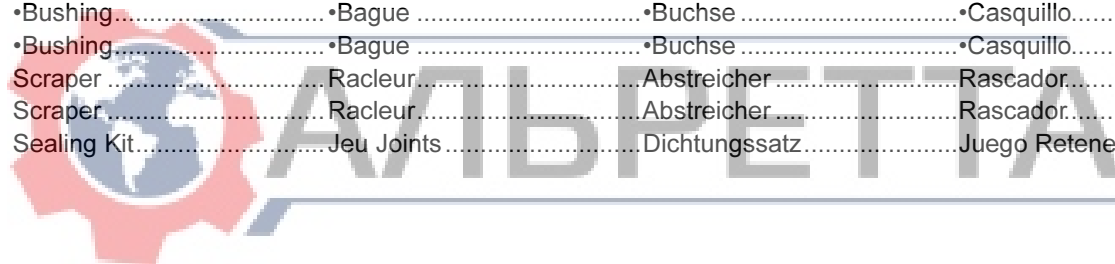 •Bushing..........................•Bague ............................•Buchse ...........................•Casquillo......
•Bushing..........................•Bague ............................•Buchse ...........................•Casquillo......
Scraper ...........................Racleur............................Abstreicher .......................Rascador......
Scraper ...........................Racleur............................Abstreicher .......................Rascador......
Sealing Kit........................Jeu Joints .........................Dichtungssatz....................Juego Retene
АЛЬРЕТТА